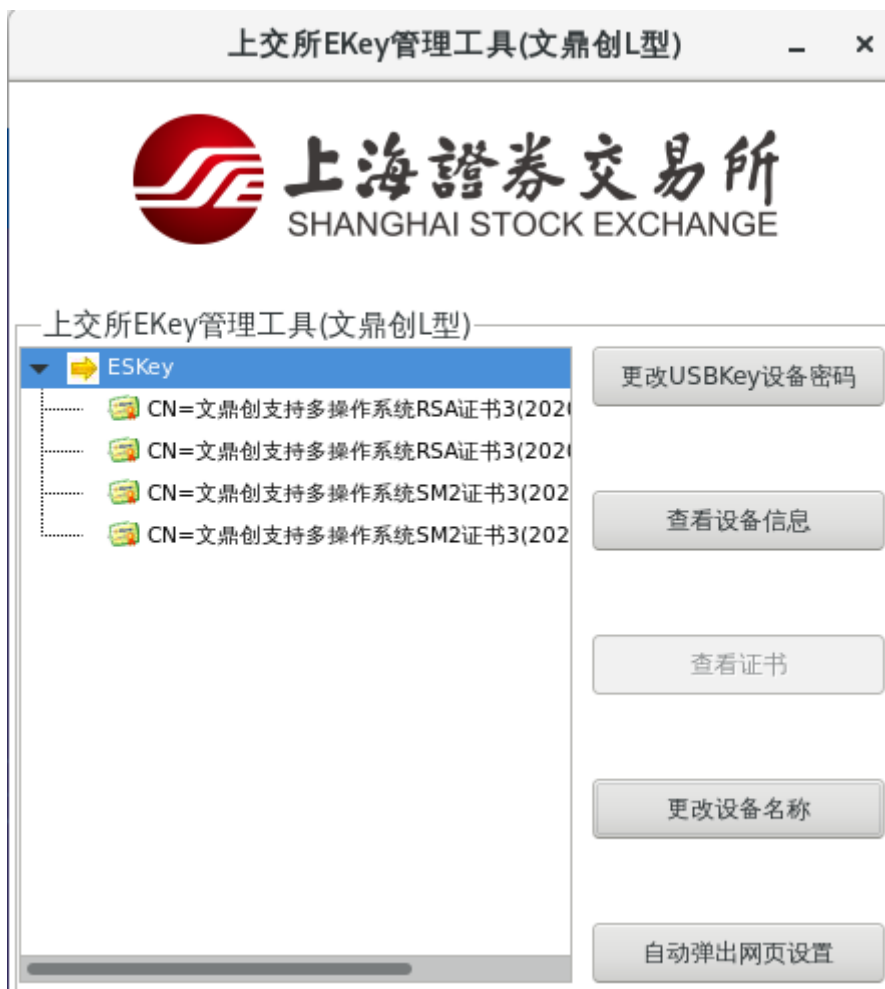 上交所EKey管理工具(文鼎创L型)
上海證券交易所
SHANGHAI STOCK EXCHANGE
上交所EKey管理工具(文鼎创L型)
ESKey
CN=文鼎创支持多操作系统RSA证书3(202
CN=文鼎创支持多操作系统RSA证书3(202
CN=文鼎创支持多操作系统SM2证书3(202
CN=文鼎创支持多操作系统SM2证书3(202
更改USBKey设备密码
查看设备信息
查看证书
更改设备名称
自动弹出网页设置